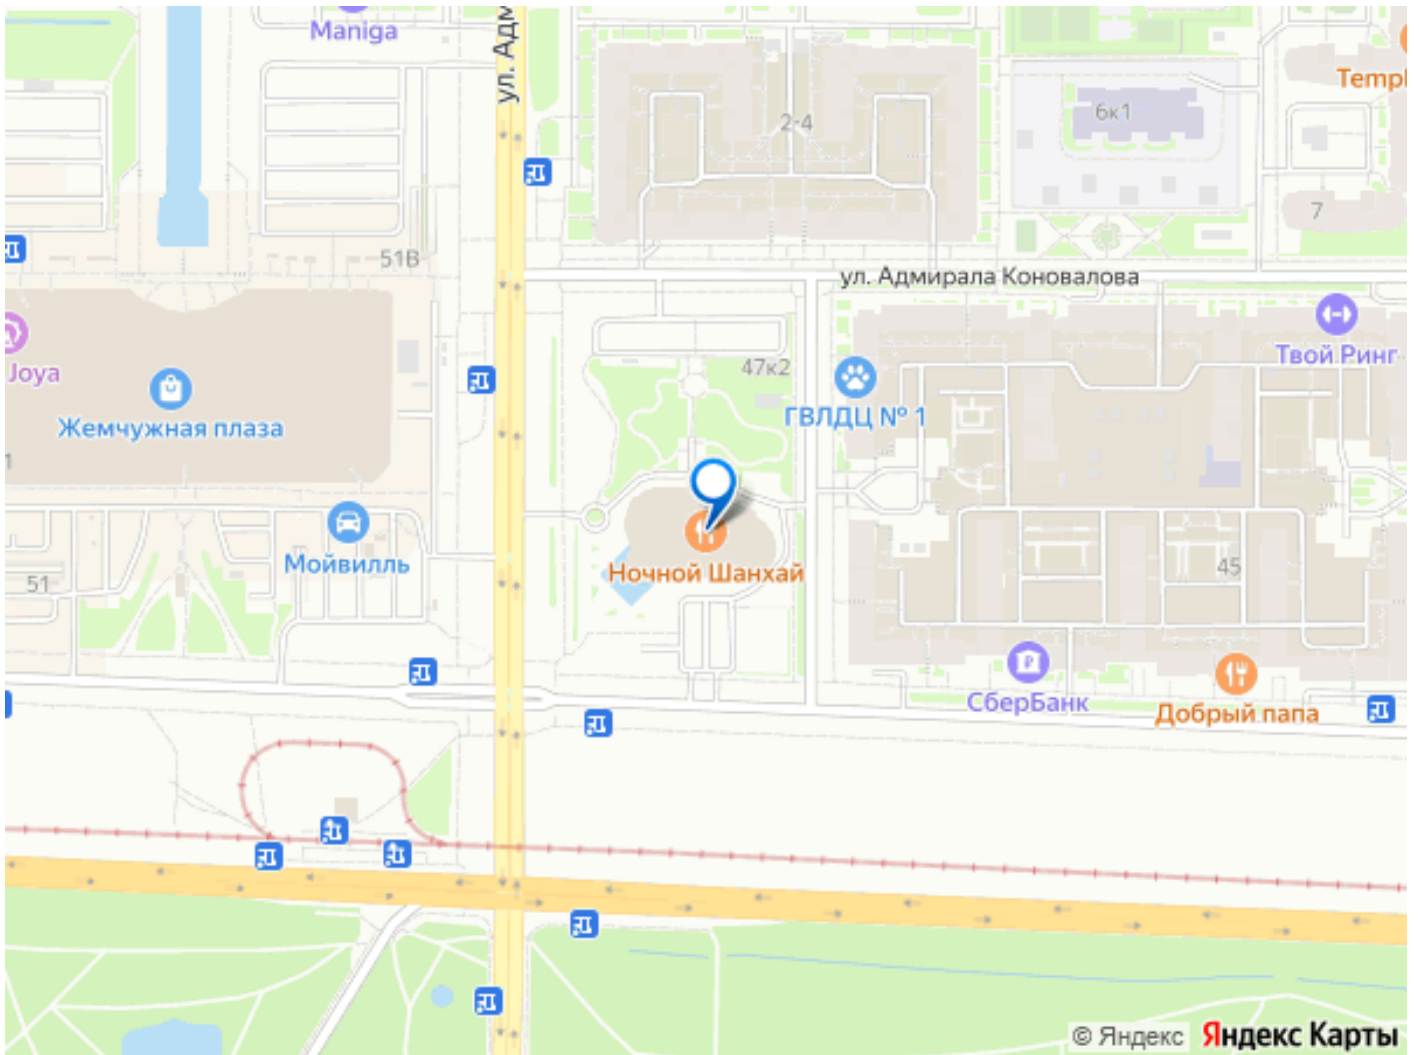 Maniga
ул. Адм
Templ
6к1
2-4
7
51В
ул. Адмирала Коновалова
Твой Ринг
Joya
47к2
Жемчужная плаза
ГВЛДЦ № 1
1
Мойвилль
Ночной Шанхай
51
45
СберБанк
Добрый папа
© Яндекс Яндекс Карты